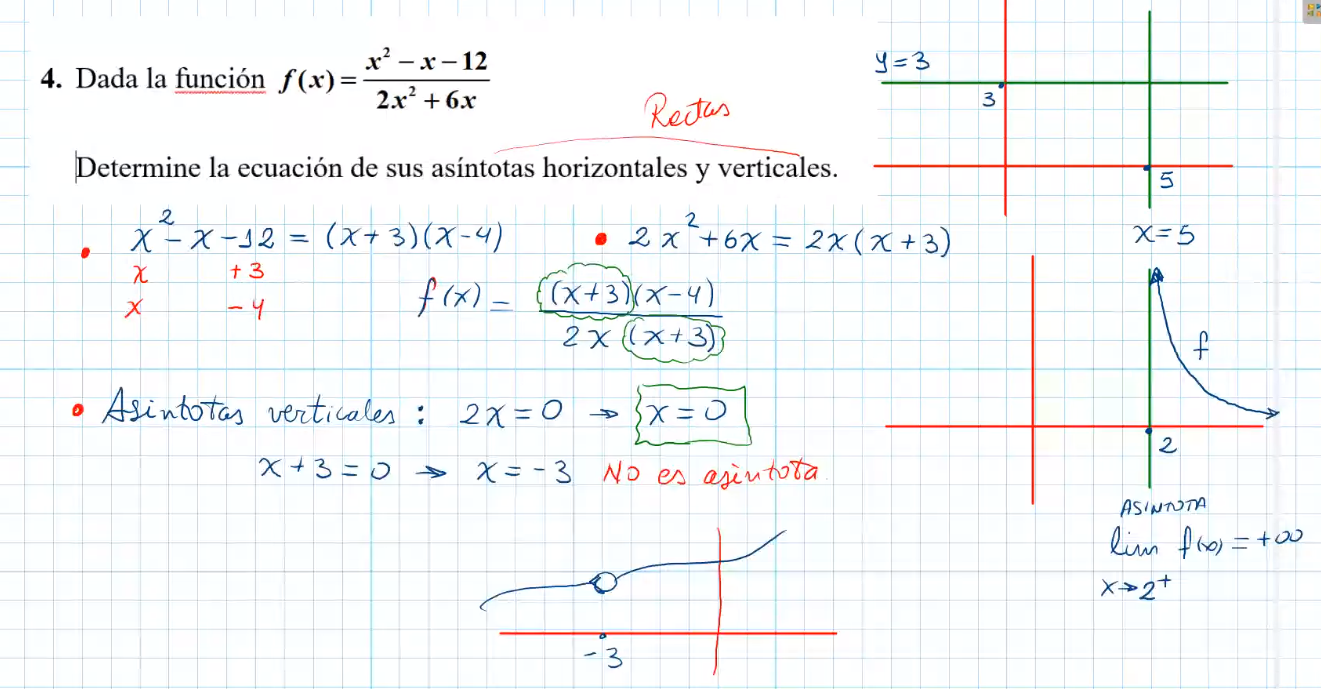 4. Dada la función f(x) = (x² - x - 12)/(2x² + 6x)
Rectas
Determine la ecuación de sus asíntotas horizontales y verticales.
• x² - x - 12 = (x+3)(x-4)
x +3
x -4
• 2x² + 6x = 2x(x+3)
f(x) = (x+3)(x-4)/2x(x+3)
• Asintotas verticales : 2x = 0 → x = 0
x + 3 = 0 → x = -3 NO es asintota
-3
y = 3
3
5
x = 5
f
2
ASINTOTA
lim f(x) = +∞
x→2⁺